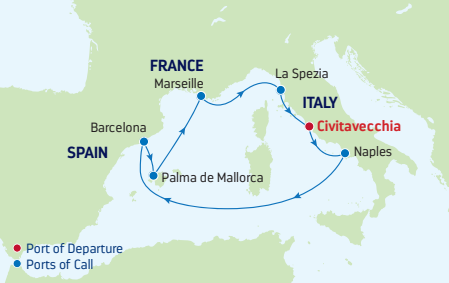 FRANCE
Marseille
La Spezia
ITALY
Civitavecchia
Barcelona
Naples
SPAIN
Palma de Mallorca
Port of Departure
Ports of Call